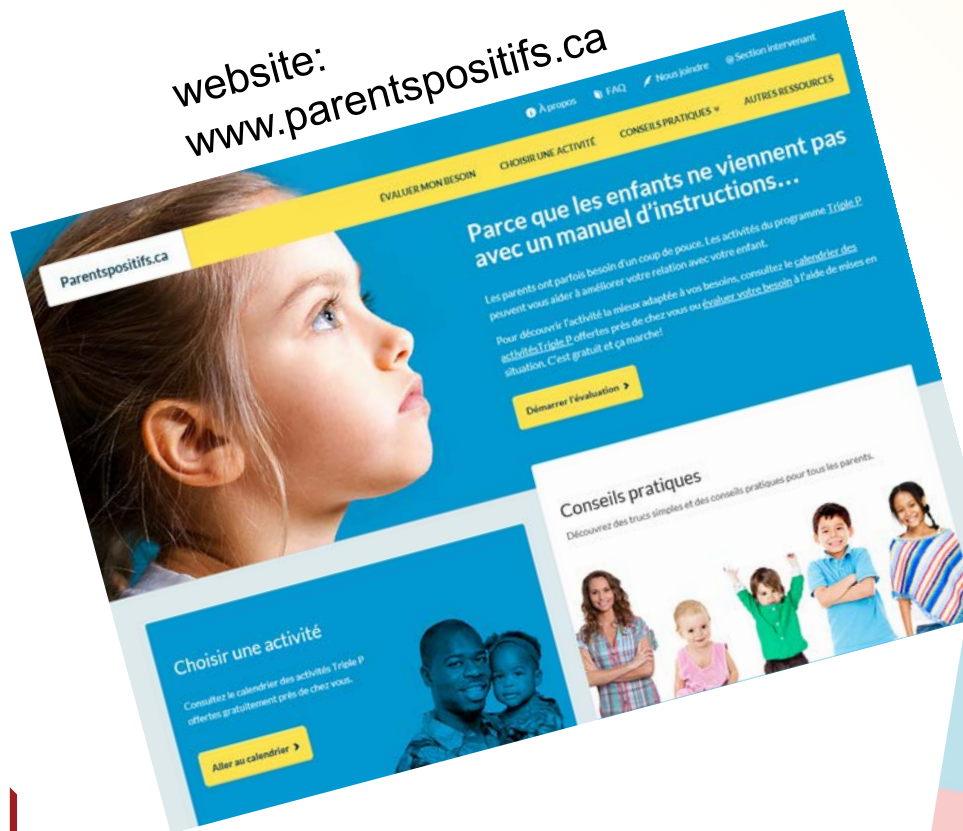 website:
www.parentspositifs.ca
À propos FAQ Nous joindre @ Section intervenant
ÉVALUER MON BESOIN CHOISIR UNE ACTIVITÉ CONSEILS PRATIQUES AUTRES RESSOURCES
Parentspositifs.ca
Parce que les enfants ne viennent pas
avec un manuel d'instructions...
Les parents ont parfois besoin d'un coup de pouce. Les activités du programme Triple P
peuvent vous aider à améliorer votre relation avec votre enfant.
Pour découvrir l'activité la mieux adaptée à vos besoins, consultez le calendrier des
activitésTriple P offertes près de chez vous ou évaluer votre besoin à l'aide de mises en
situation. C'est gratuit et ça marche!
Démarrer l'évaluation >
Conseils pratiques
Découvrez des trucs simples et des conseils pratiques pour tous les parents.
Choisir une activité
Consultez le calendrier des activités Triple P
offertes gratuitement près de chez vous.
Aller au calendrier >